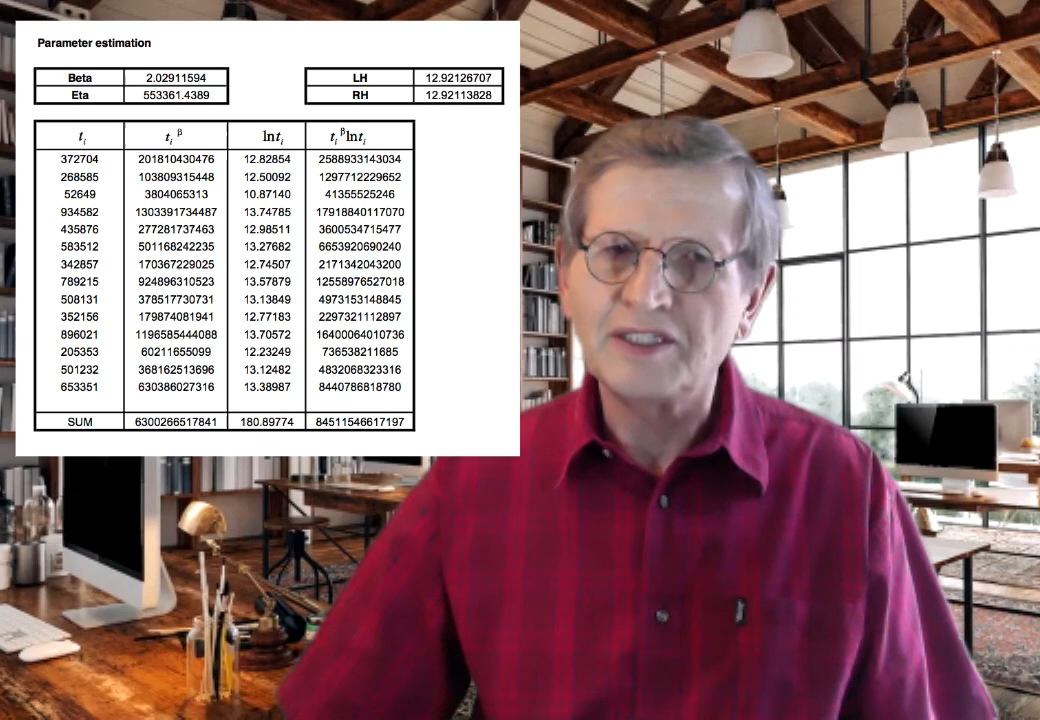 Parameter estimation
Beta 2.02911594 LH 12.92126707
Eta 553361.4389 RH 12.92113828
tᵢ tᵢ^β lntᵢ tᵢ^βlntᵢ
372704 201810430476 12.82854 2588933143034
268585 103809315448 12.50092 1297712229652
52649 3804065313 10.87140 41355525246
934582 1303391734487 13.74785 17918840117070
435876 277281737463 12.98511 3600534715477
583512 501168242235 13.27682 6653920690240
342857 170367229025 12.74507 2171342043200
789215 924896310523 13.57879 12558976527018
508131 378517730731 13.13849 4973153148845
352156 179874081941 12.77183 2297321112897
896021 1196585444088 13.70572 16400064010736
205353 60211655099 12.23249 736538211685
501232 368162513696 13.12482 4832068323316
653351 630386027316 13.38987 8440786818780
SUM 6300266517841 180.89774 84511546617197